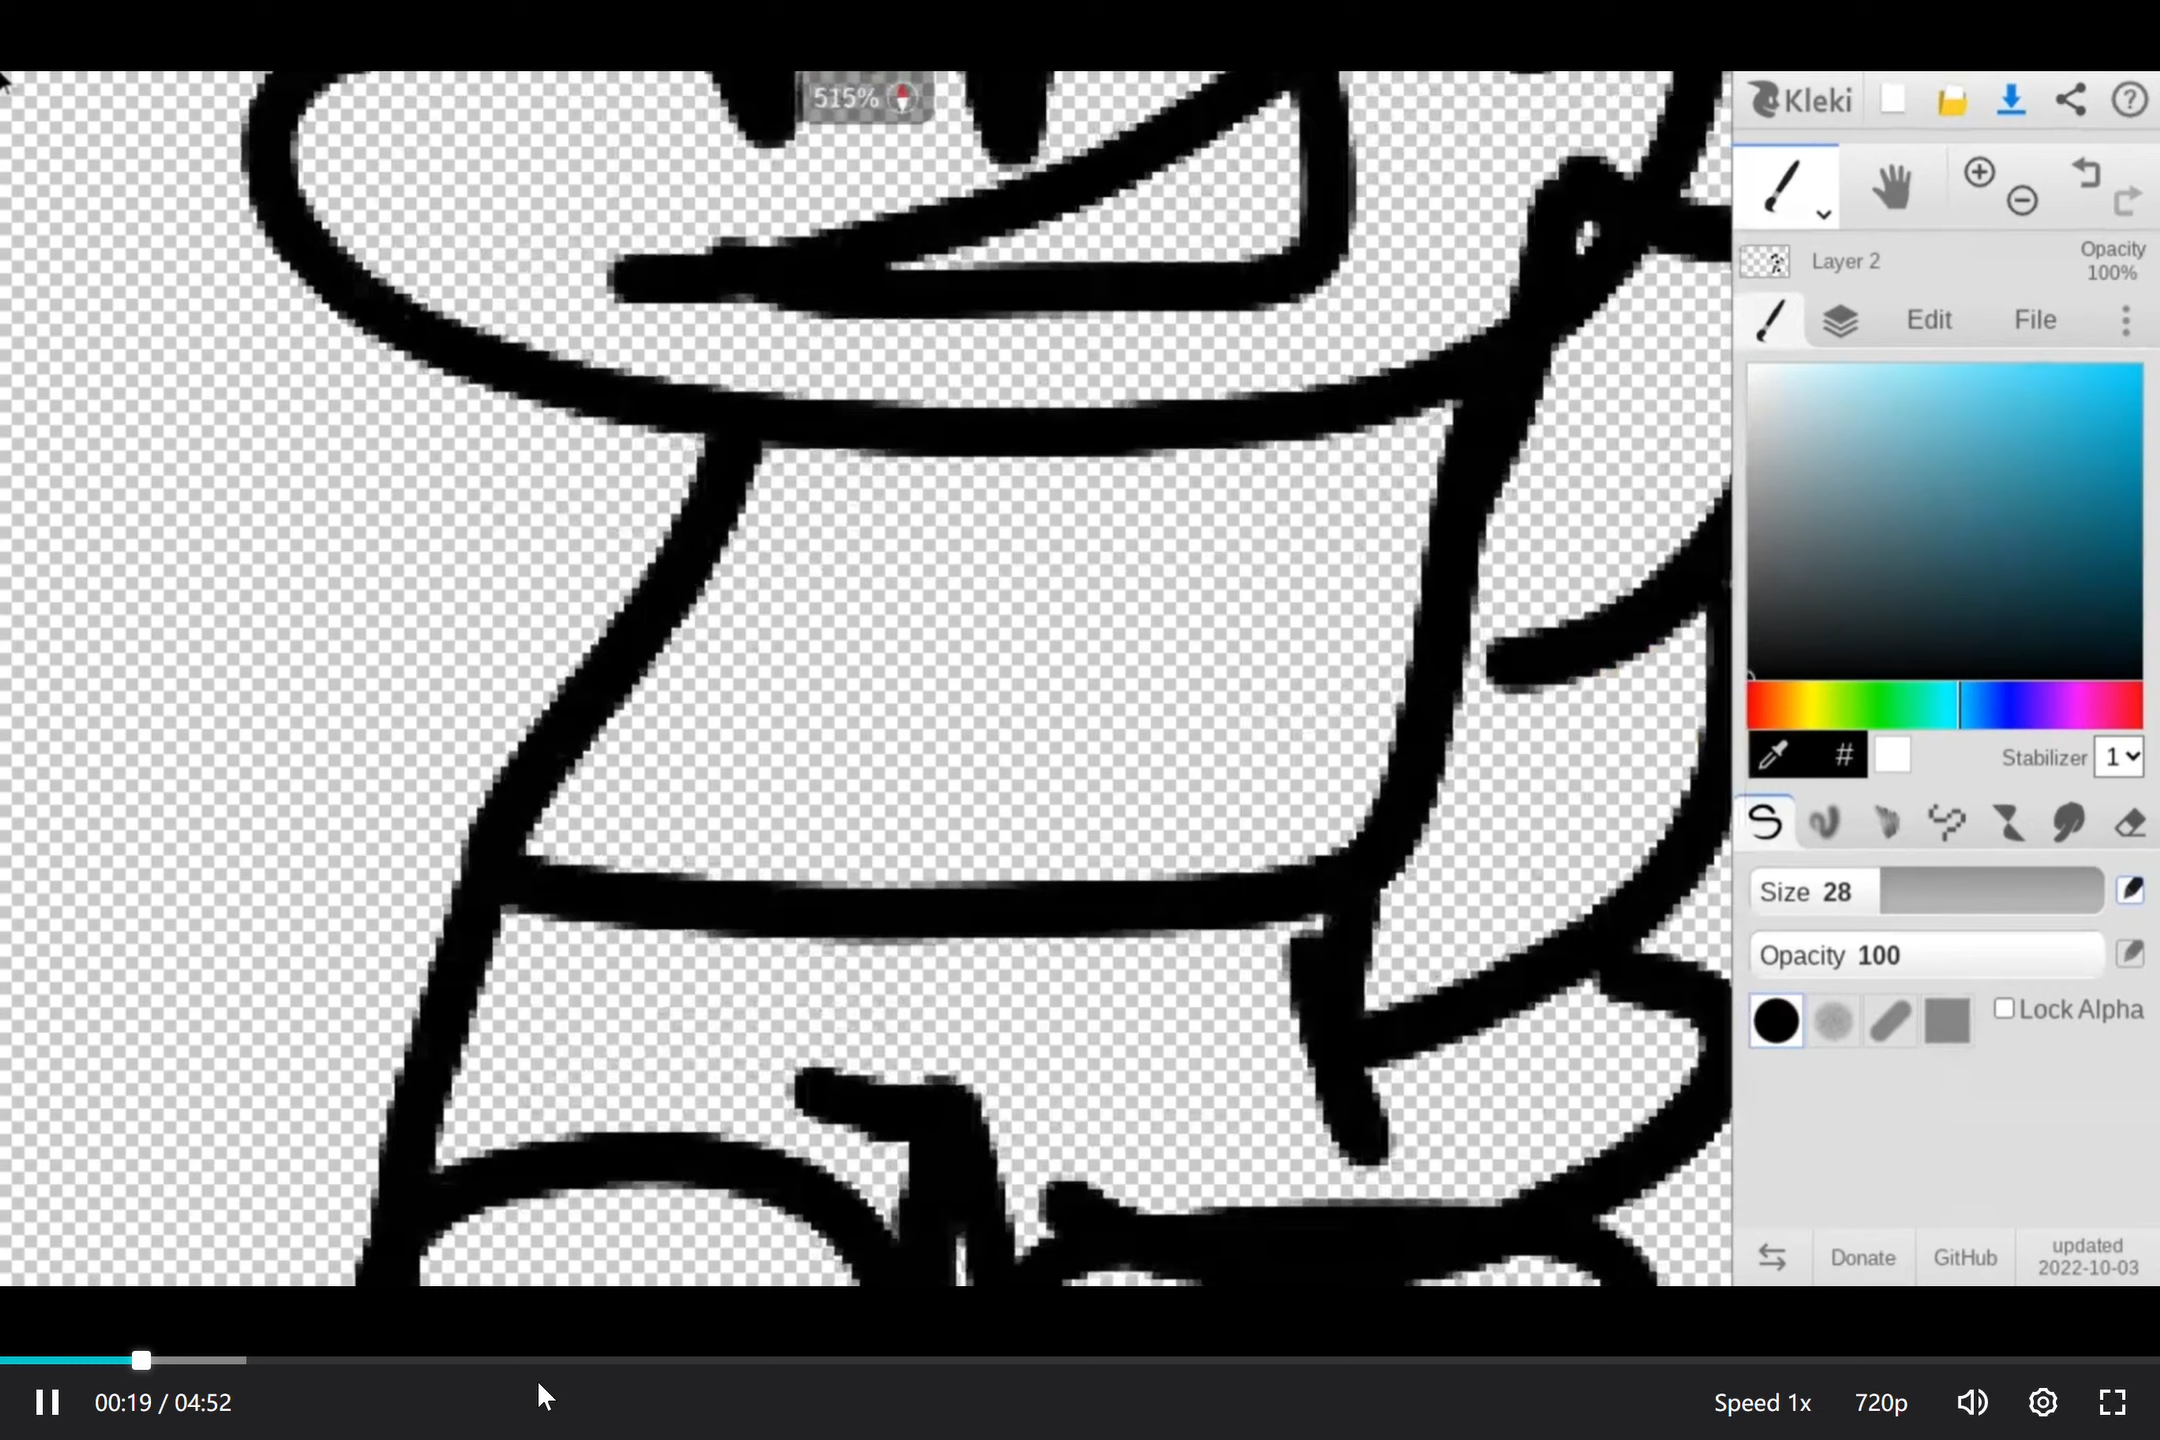 515%
Kleki
Layer 2
Opacity
100%
Edit
File
#
Stabilizer
1
Size 28
Opacity 100
Lock Alpha
Donate
GitHub
updated
2022-10-03
00:19 / 04:52
Speed 1x
720p